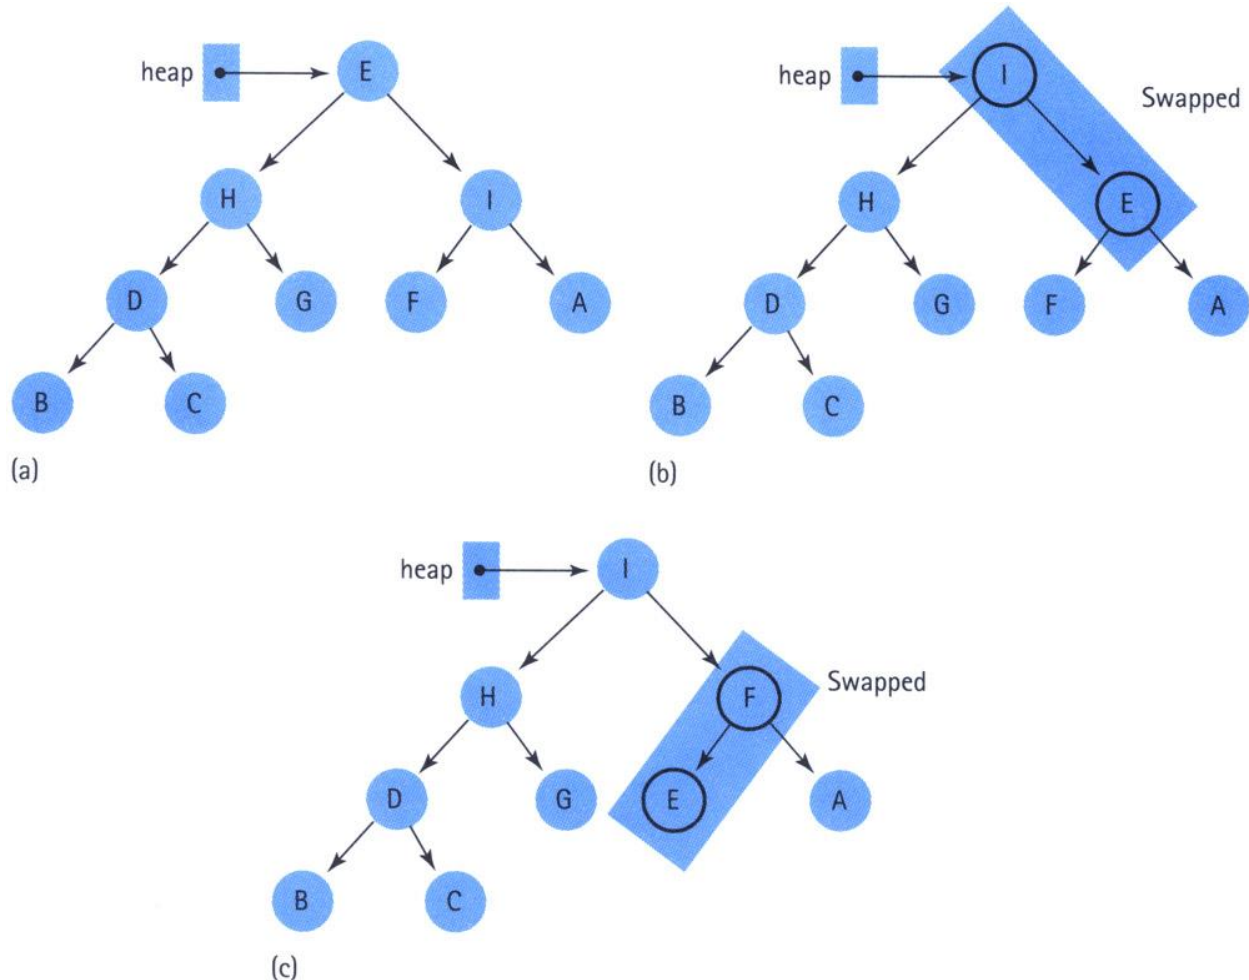 heap E
H I
D G F A
B C
(a)
heap I Swapped
H E
D G F A
B C
(b)
heap I
H F Swapped
D G E A
B C
(c)